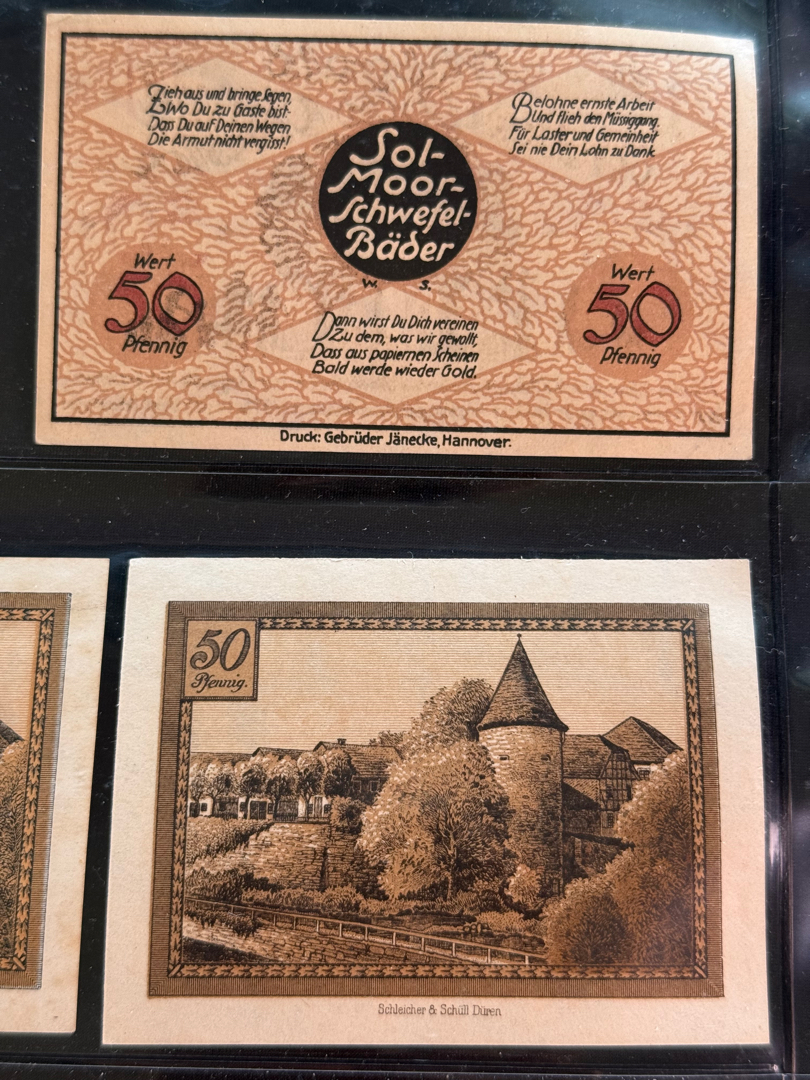 Zieh aus und bringe Segen,
Wo Du zu Gaste bist-
Das Du auf Deinen Wegen
Die Armut nicht vergisst!
Belohne ernste Arbeit
Und flieh den Müssiggang,
Für Laster und Gemeinheit
Sei nie Dein Lohn zu Dank.
Sol-
Moor-
Schwefel-
Bäder
W. S.
Wert
50
Pfennig
Wert
50
Pfennig
Dann wirst Du Dich vereinen
Zu dem, was wir gewollt,
Dass aus papiernen Scheinen
Bald werde wieder Gold.
Druck: Gebrüder Jänecke, Hannover.
50
Pfennig.
Schleicher & Schüll Düren